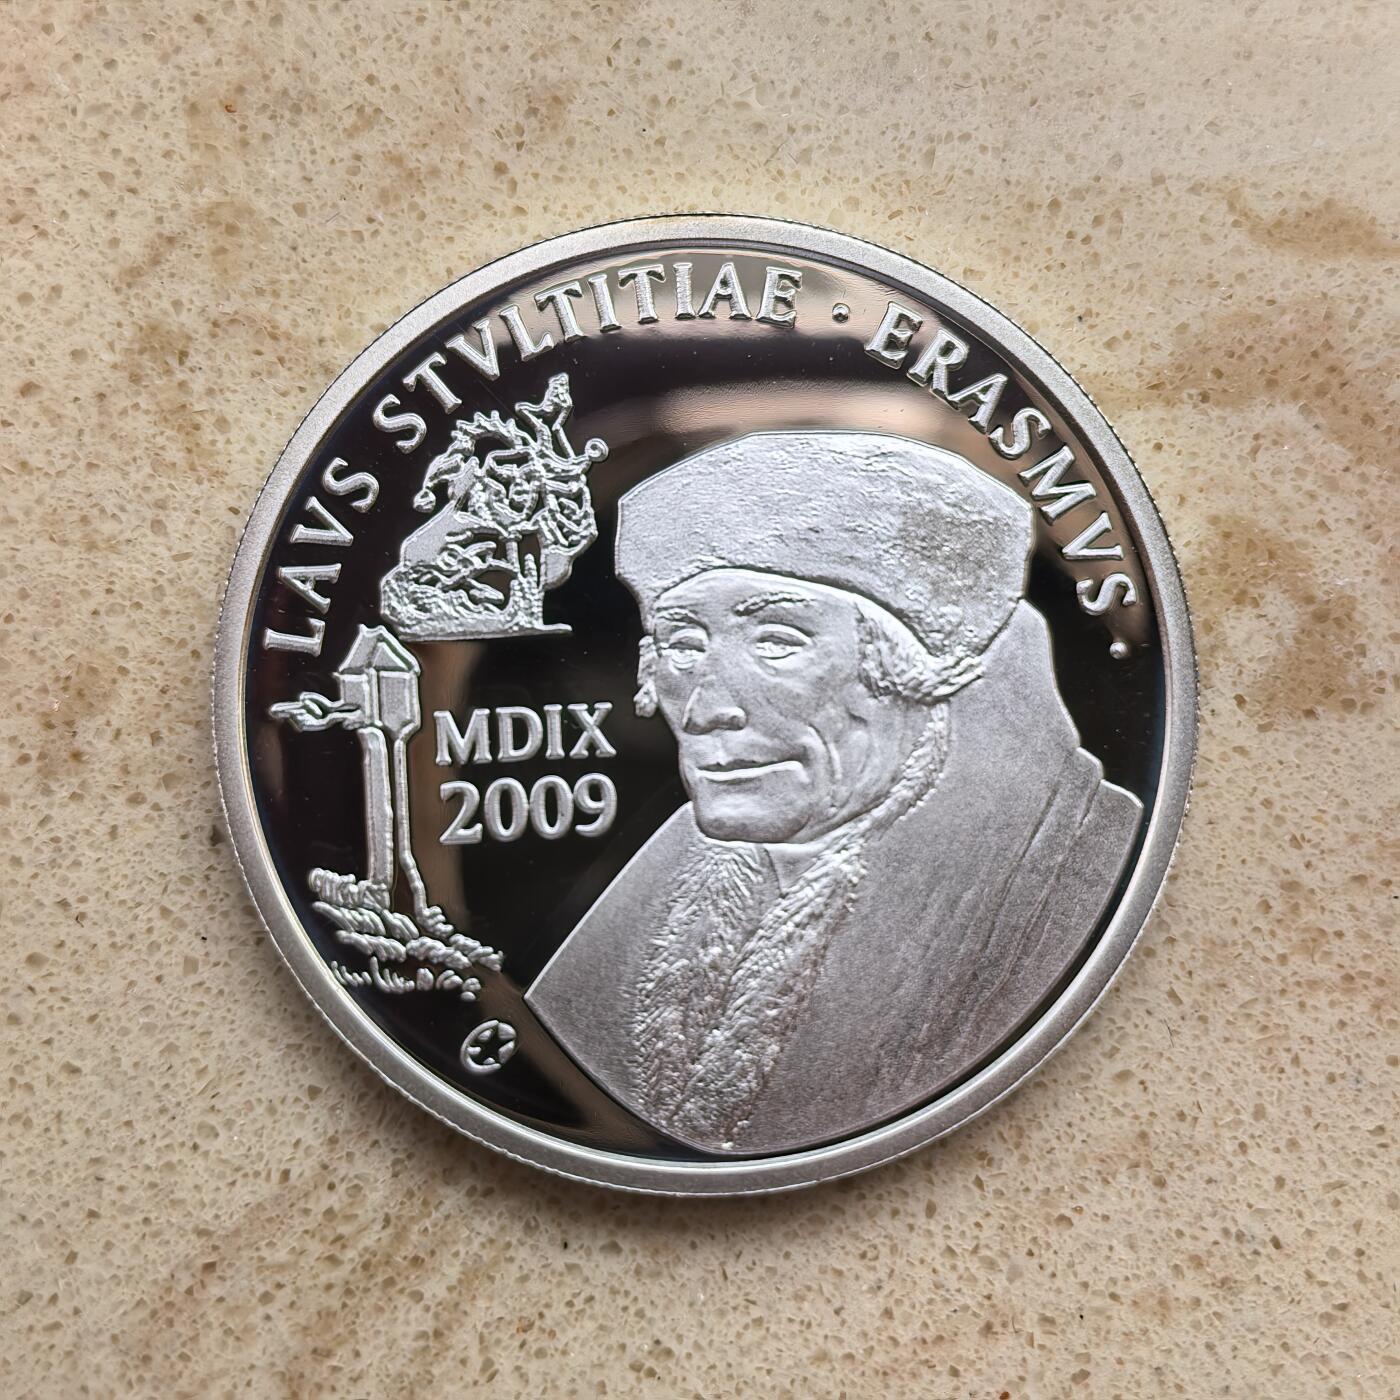 LAVS STVLTITIAE · ERASMVS ·
MDIX
2009